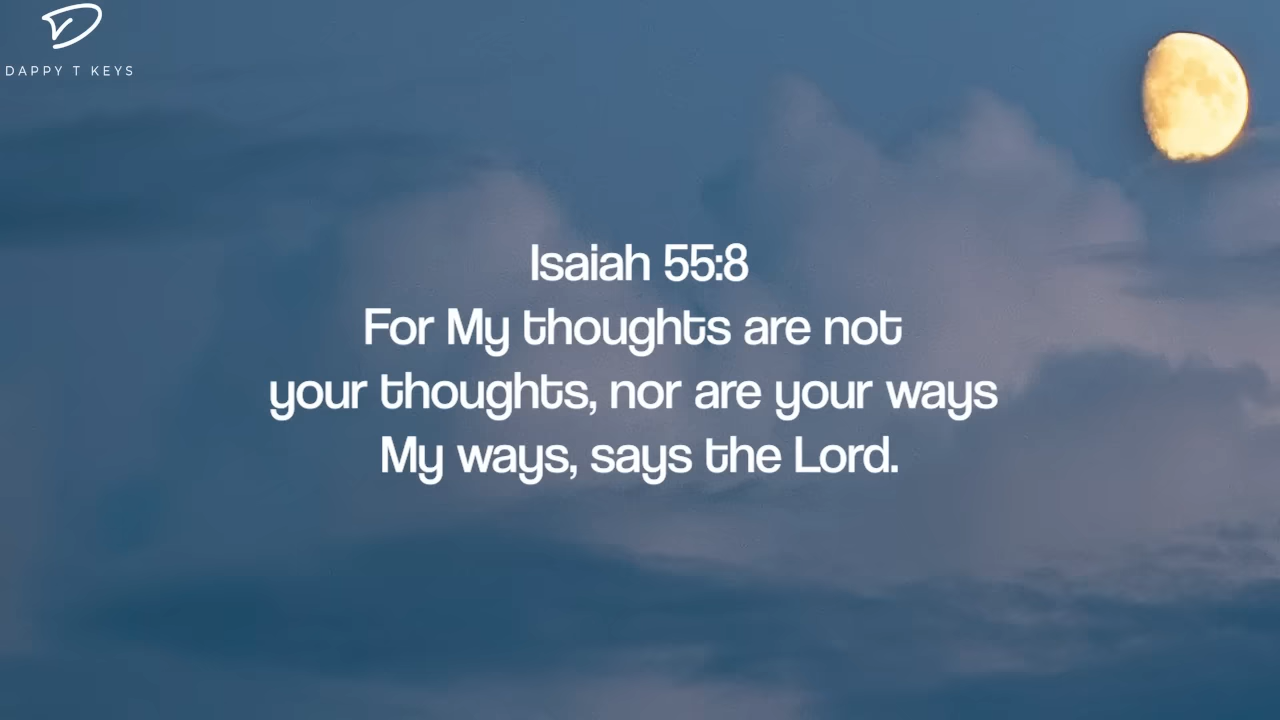 DAPPY T KEYS
Isaiah 55:8
For My thoughts are not
your thoughts, nor are your ways
My ways, says the Lord.